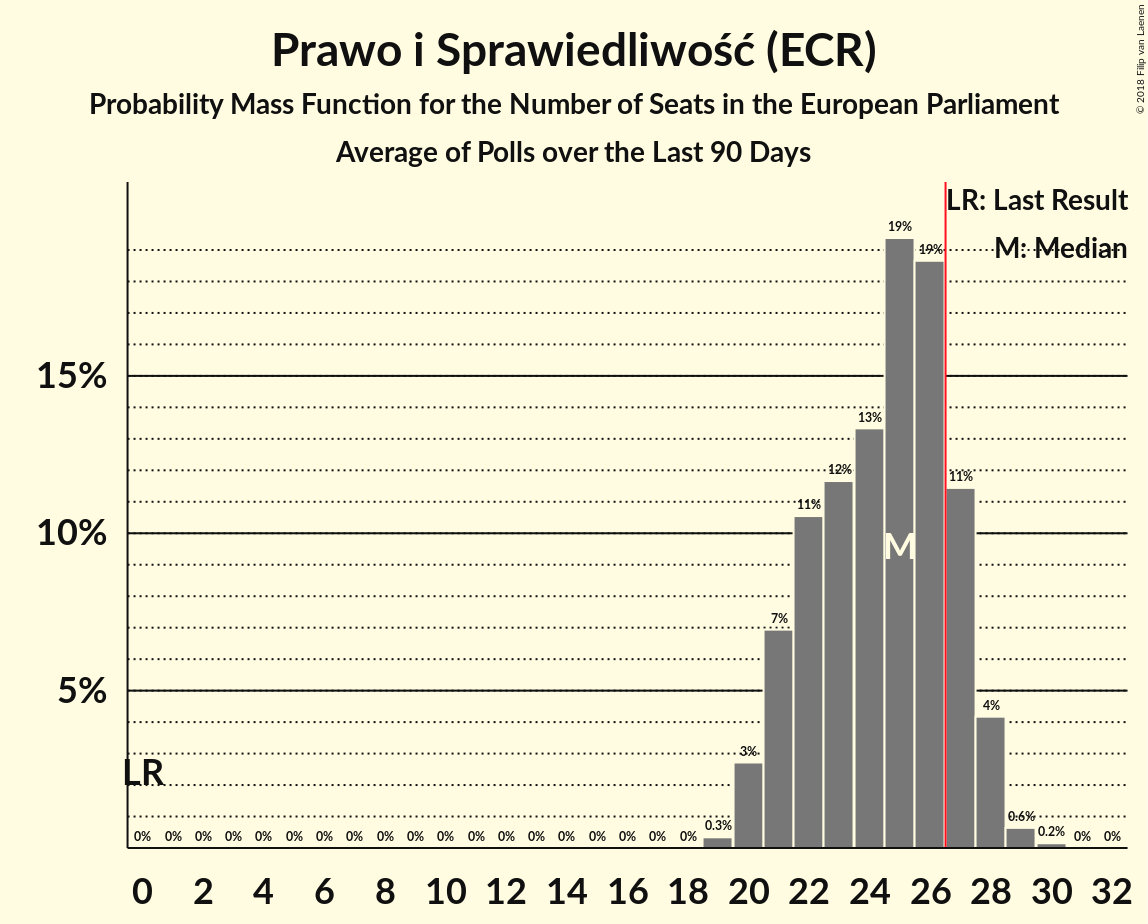 Prawo i Sprawiedliwość (ECR)
Probability Mass Function for the Number of Seats in the European Parliament
Average of Polls over the Last 90 Days
© 2018 Filip van Laenen
LR: Last Result
M: Median
19%
19%
15%
13%
12%
11%
11%
10%
M
7%
5%
4%
3%
LR
0% 0% 0% 0% 0% 0% 0% 0% 0% 0% 0% 0% 0% 0% 0% 0% 0% 0% 0% 0.3% 0.6% 0.2% 0% 0%
0 2 4 6 8 10 12 14 16 18 20 22 24 26 28 30 32